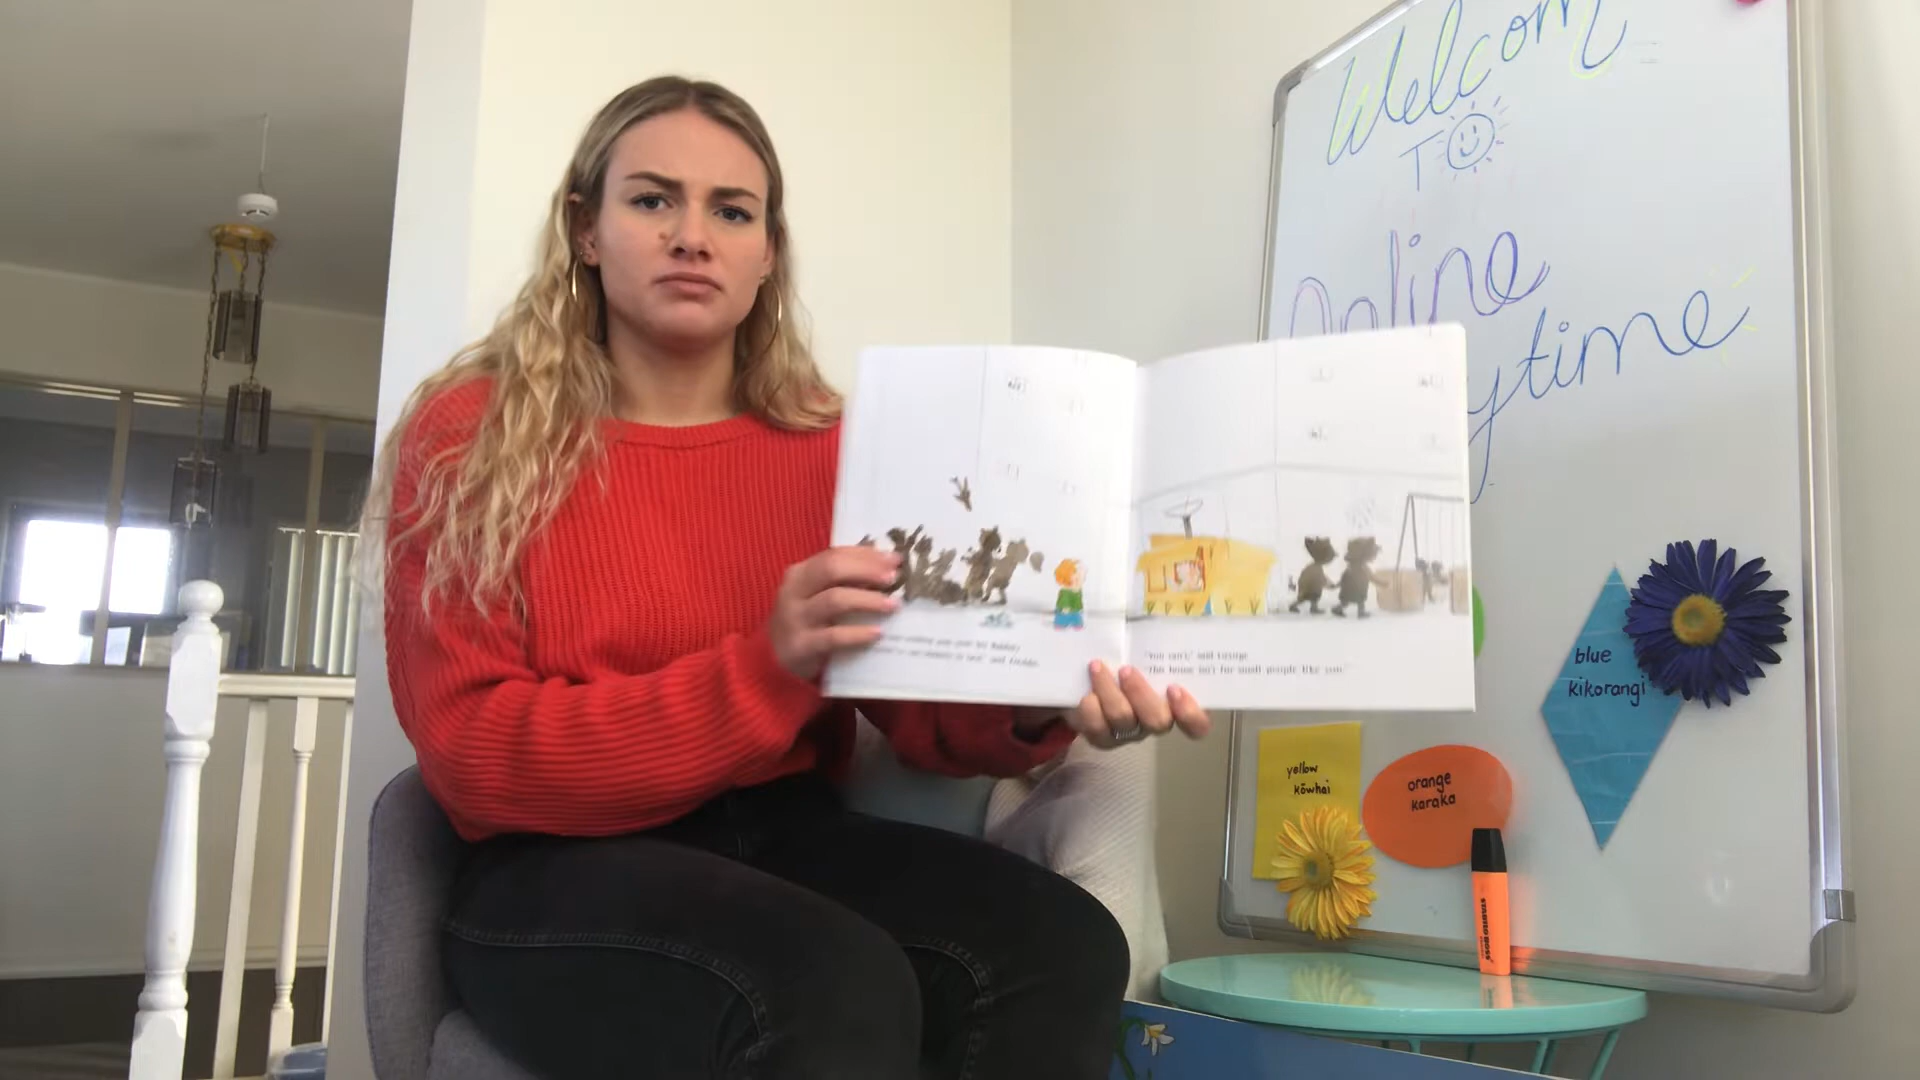 Welcom
To
Online
ytime
blue
kikorangi
yellow
kōwhai
orange
karaka
STABILO BOSS
"You can't," said George.
"This house isn't for small people like you."